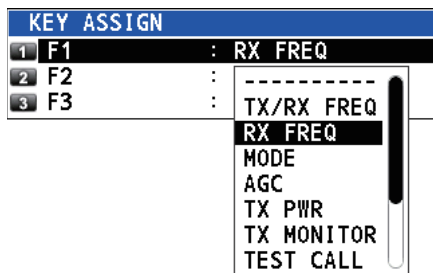 KEY ASSIGN
1 F1 : RX FREQ
2 F2 :
3 F3 :
----------
TX/RX FREQ
RX FREQ
MODE
AGC
TX PWR
TX MONITOR
TEST CALL